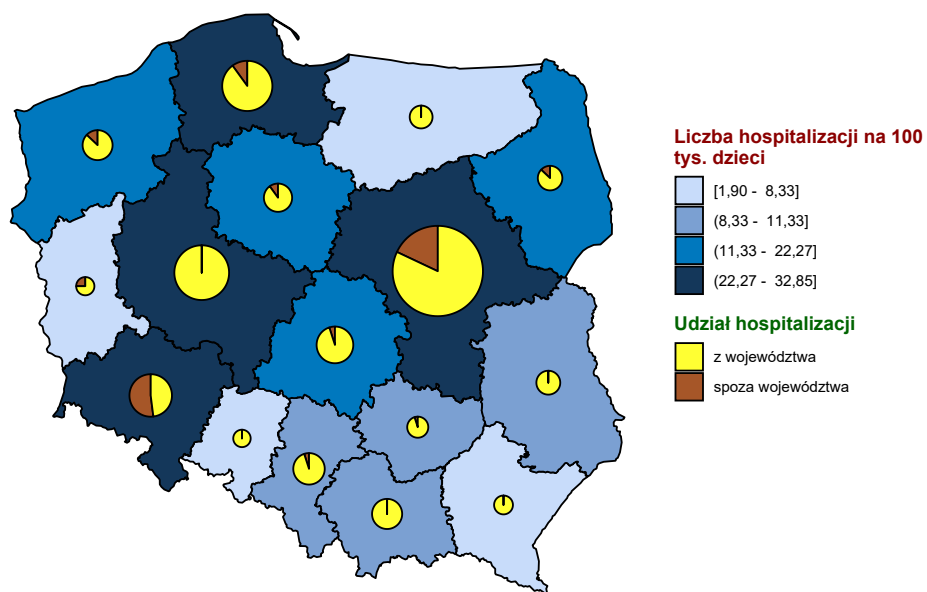 Liczba hospitalizacji na 100
tys. dzieci
[1,90 - 8,33]
(8,33 - 11,33]
(11,33 - 22,27]
(22,27 - 32,85]
Udział hospitalizacji
z województwa
spoza województwa